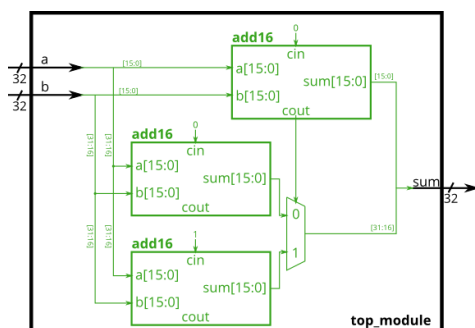 add16
0
cin
a
[15:0]
a[15:0]
sum[15:0]
[15:0]
32
b
[15:0]
b[15:0]
32
cout
[31:16]
[31:16]
add16
0
cin
a[15:0]
sum[15:0]
b[15:0]
cout
0
sum
32
[31:16]
[31:16]
add16
1
cin
1
[31:16]
a[15:0]
sum[15:0]
b[15:0]
cout
top_module